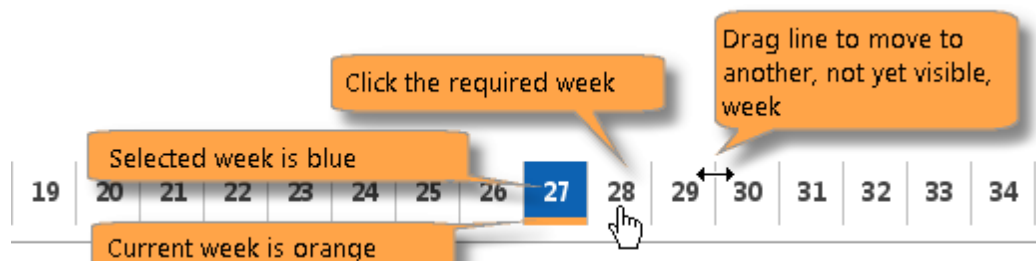 Drag line to move to
another, not yet visible,
week
Click the required week
Selected week is blue
19 20 21 22 23 24 25 26 27 28 29 30 31 32 33 34
Current week is orange